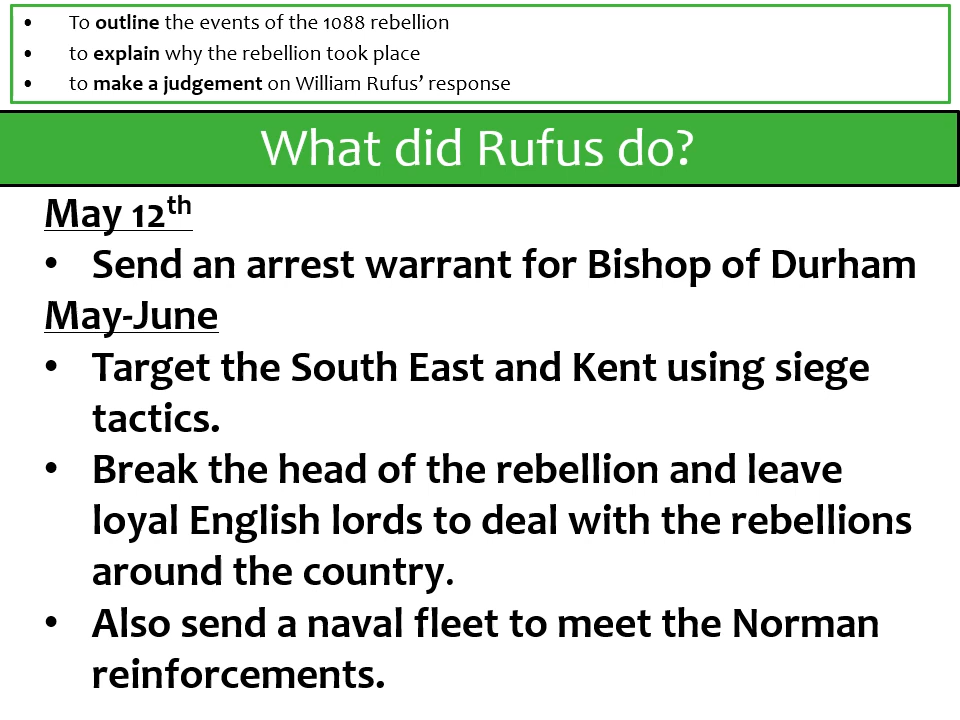 • To outline the events of the 1088 rebellion
• to explain why the rebellion took place
• to make a judgement on William Rufus’ response
What did Rufus do?
May 12th
• Send an arrest warrant for Bishop of Durham
May-June
• Target the South East and Kent using siege
tactics.
• Break the head of the rebellion and leave
loyal English lords to deal with the rebellions
around the country.
• Also send a naval fleet to meet the Norman
reinforcements.